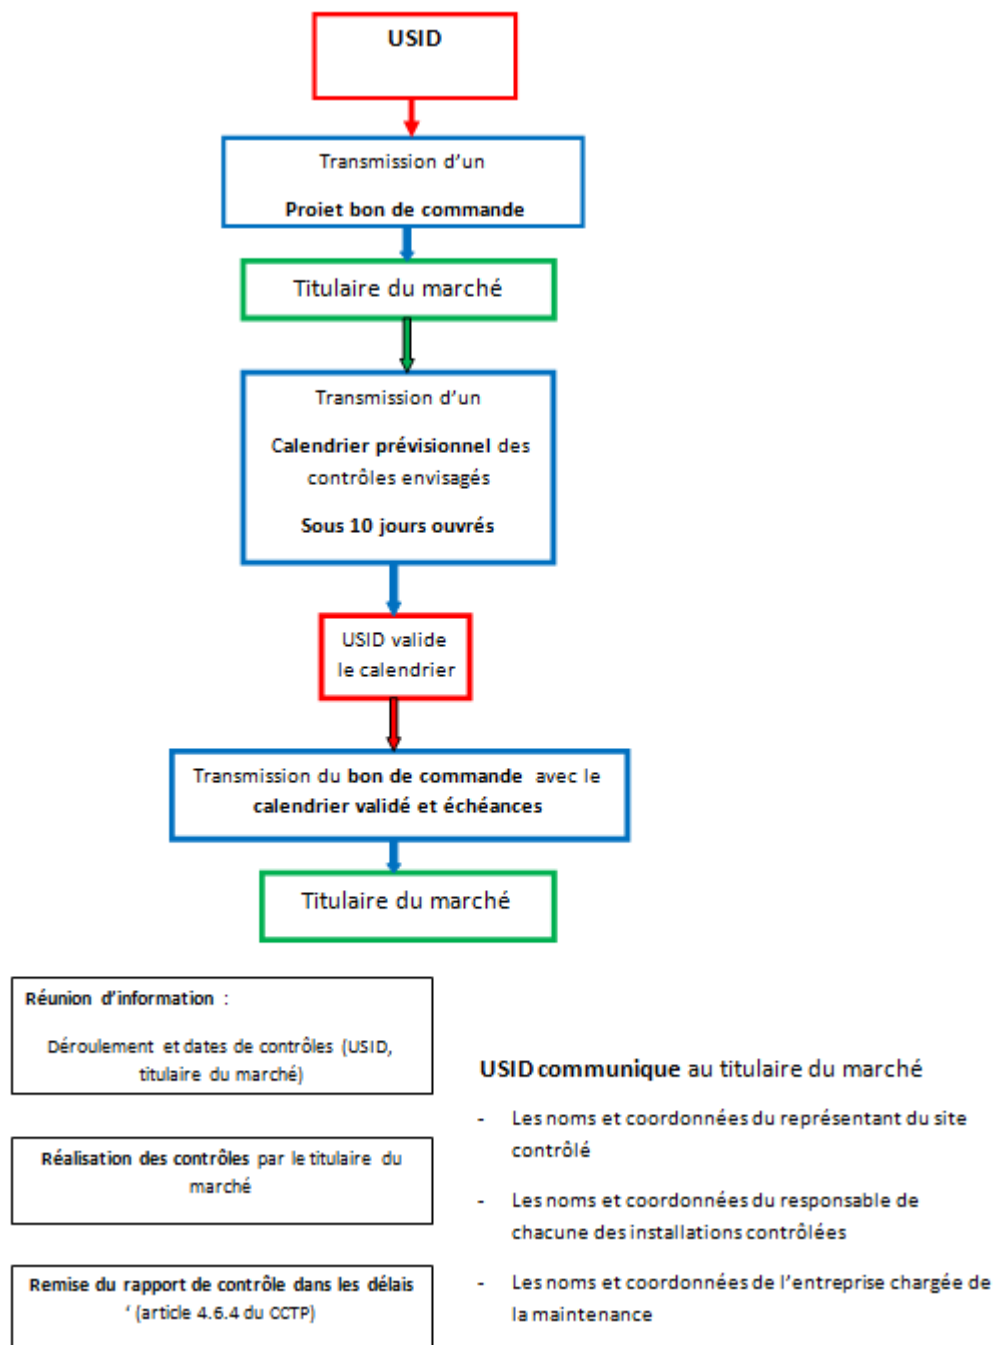 USID
Transmission d’un
Proiet bon de commande
Titulaire du marché
Transmission d’un
Calendrier prévisionnel des
contrôles envisagés
Sous 10 jours ouvrés
USID valide
le calendrier
Transmission du bon de commande avec le
calendrier validé et échéances
Titulaire du marché
Réunion d’information :
Déroulement et dates de contrôles (USID,
titulaire du marché)
Réalisation des contrôles par le titulaire du
marché
Remise du rapport de contrôle dans les délais
‘ (article 4.6.4 du CCTP)
USID communique au titulaire du marché
- Les noms et coordonnées du représentant du site
contrôlé
- Les noms et coordonnées du responsable de
chacune des installations contrôlées
- Les noms et coordonnées de l’entreprise chargée de
la maintenance